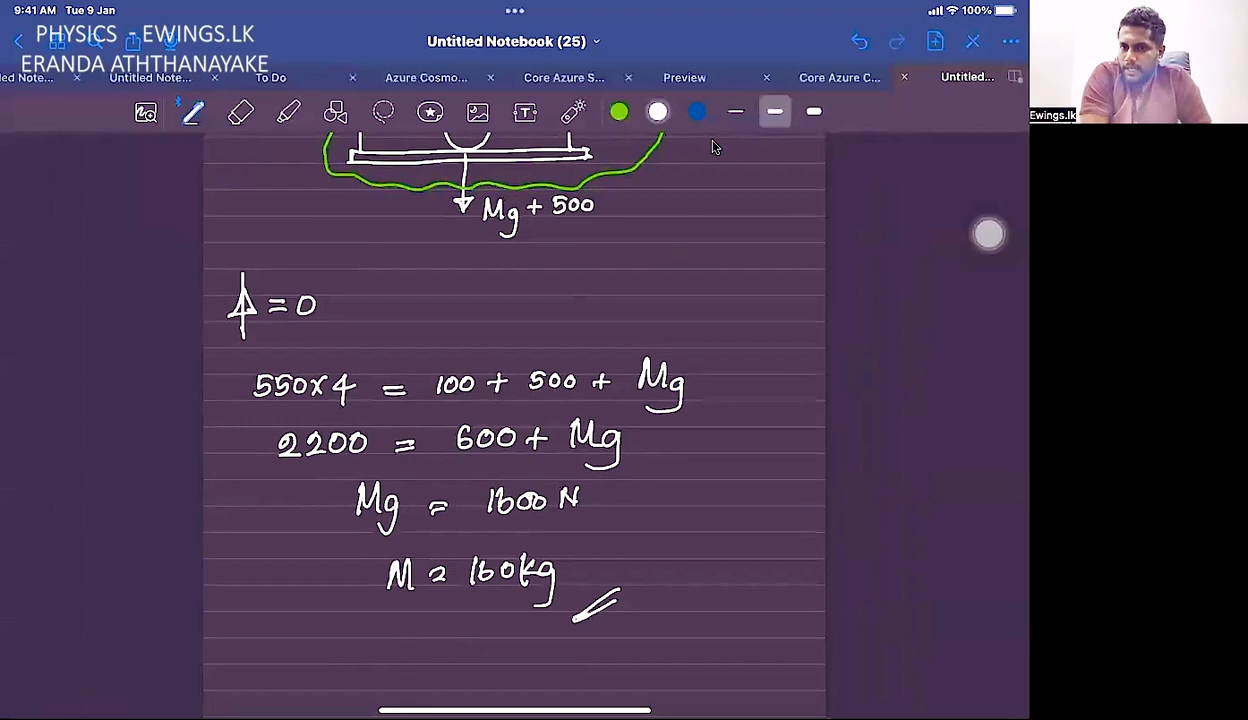 9:41 AM Tue 9 Jan
100%
PHYSICS - EWINGS.LK
ERANDA ATHTHANAYAKE
Untitled Notebook (25)
led Note... Untitled Note... To Do Azure Cosmo... Core Azure S... Preview Core Azure C... Untitled...
Ewings.lk
Mg + 500
= 0
550×4 = 100 + 500 + Mg
2200 = 600 + Mg
Mg = 1600 N
M = 160kg